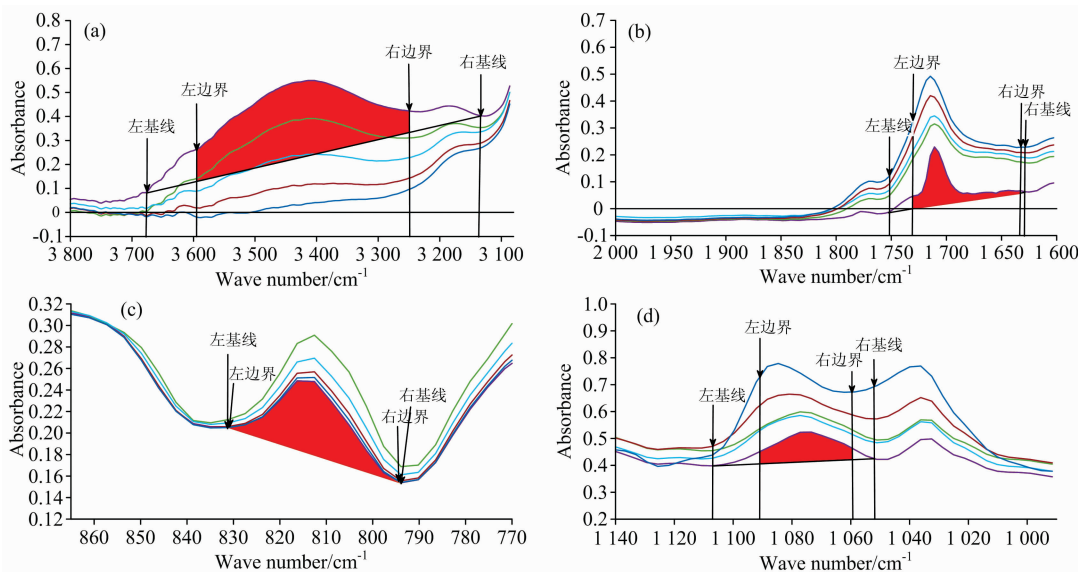 (a)
Absorbance
0.8
0.7
0.6
0.5
0.4
0.3
0.2
0.1
0
-0.1
左基线
左边界
右边界
右基线
3 800 3 700 3 600 3 500 3 400 3 300 3 200 3 100
Wave number/cm-1
(b)
Absorbance
0.7
0.6
0.5
0.4
0.3
0.2
0.1
0
-0.1
左边界
左基线
右边界
右基线
2 000 1 950 1 900 1 850 1 800 1 750 1 700 1 650 1 600
Wave number/cm-1
(c)
Absorbance
0.32
0.30
0.28
0.26
0.24
0.22
0.20
0.18
0.16
0.14
0.12
左基线
左边界
右基线
右边界
860 840 820 800 780 770
Wave number/cm-1
(d)
Absorbance
1.0
0.9
0.8
0.7
0.6
0.5
0.4
0.3
0.2
左边界
右边界
右基线
左基线
1 140 1 120 1 100 1 080 1 060 1 040 1 020 1 000
Wave number/cm-1